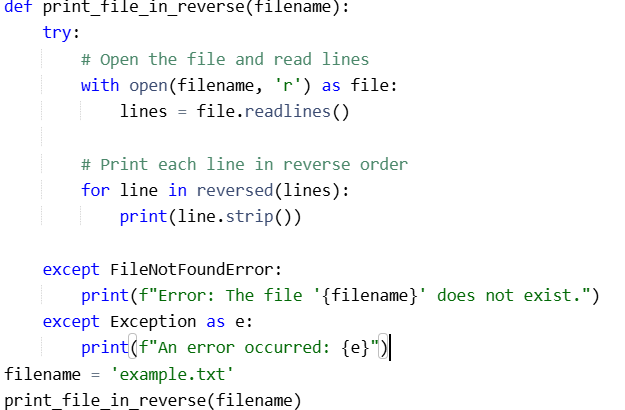 def print_file_in_reverse(filename):
    try:
        # Open the file and read lines
        with open(filename, 'r') as file:
            lines = file.readlines()

        # Print each line in reverse order
        for line in reversed(lines):
            print(line.strip())

    except FileNotFoundError:
        print(f"Error: The file '{filename}' does not exist.")
    except Exception as e:
        print(f"An error occurred: {e}")
filename = 'example.txt'
print_file_in_reverse(filename)